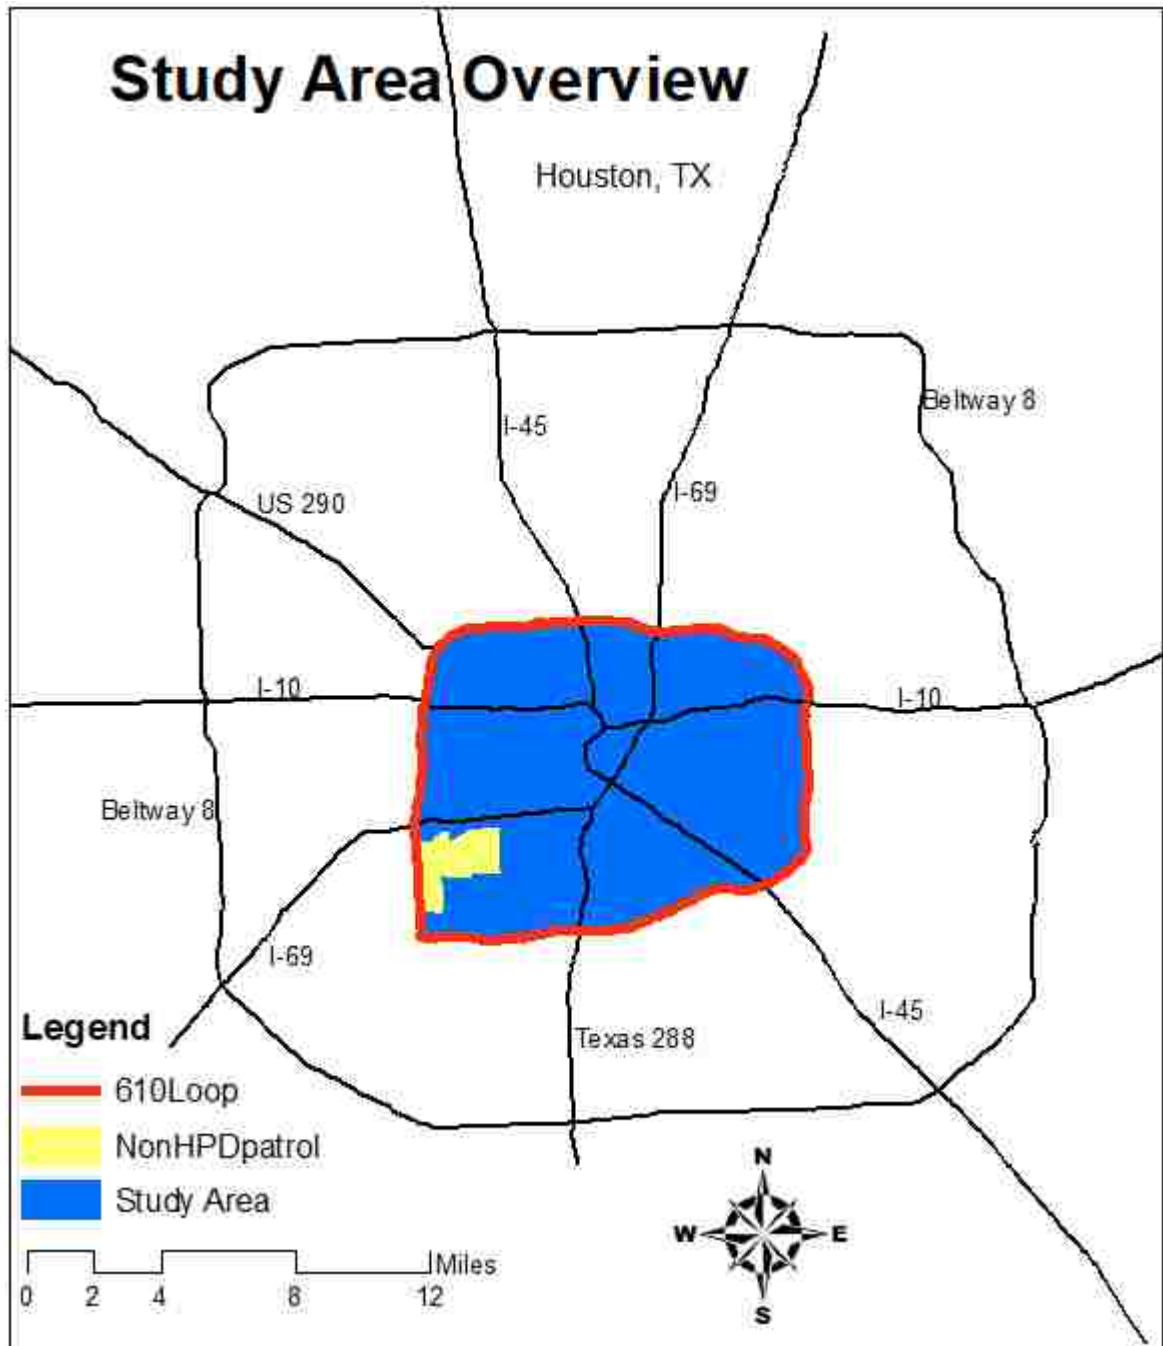 Study Area Overview
Houston, TX
Beltway 8
I-45
I-69
US 290
I-10
I-10
Beltway 8
I-69
I-45
Texas 288
Legend
610Loop
NonHPDpatrol
Study Area
Miles
0 2 4 8 12
N
W E
S